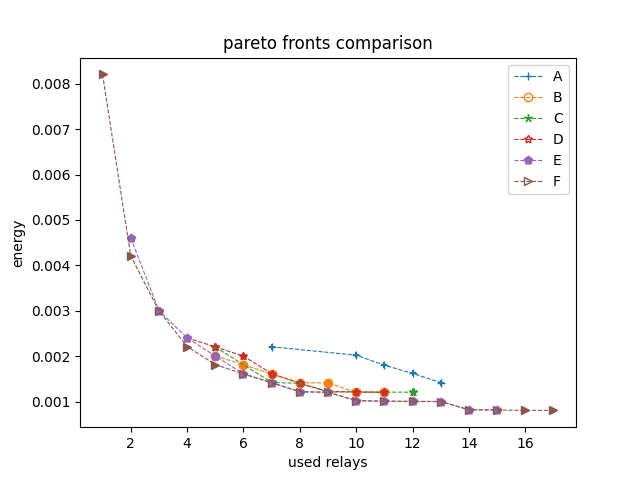 pareto fronts comparison
A
B
C
D
E
F
energy
0.008
0.007
0.006
0.005
0.004
0.003
0.002
0.001
2 4 6 8 10 12 14 16
used relays